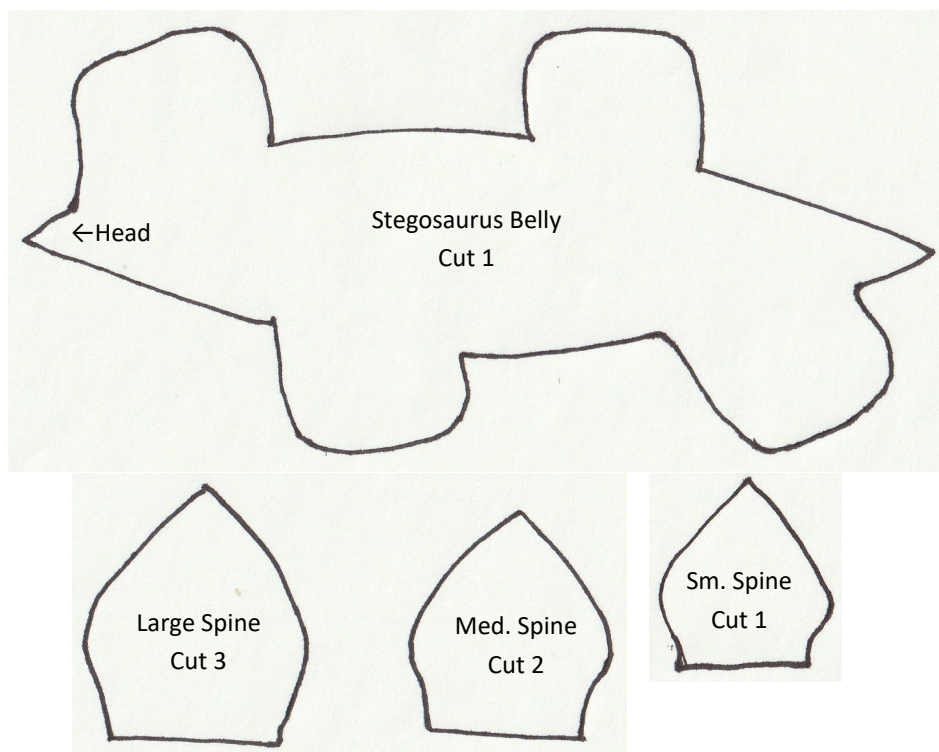 ←Head
Stegosaurus Belly
Cut 1
Large Spine
Cut 3
Med. Spine
Cut 2
Sm. Spine
Cut 1